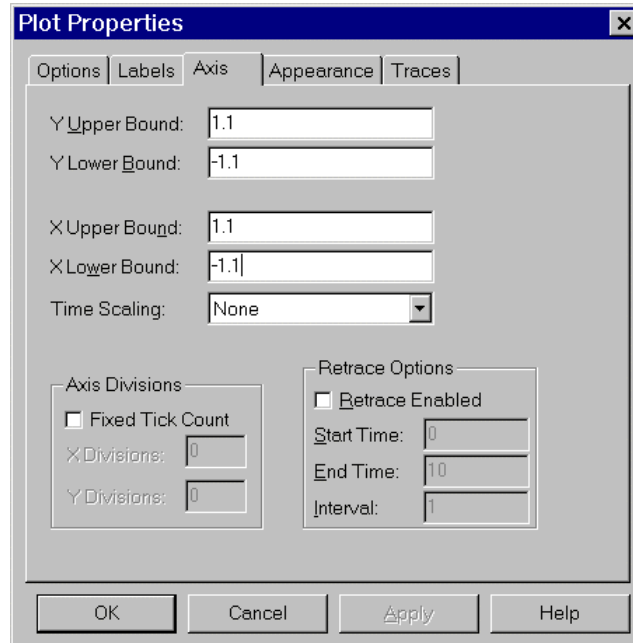 Plot Properties
Options Labels Axis Appearance Traces
Y Upper Bound: 1.1
Y Lower Bound: -1.1
X Upper Bound: 1.1
X Lower Bound: -1.1
Time Scaling: None
Axis Divisions
Fixed Tick Count
X Divisions: 0
Y Divisions: 0
Retrace Options
Retrace Enabled
Start Time: 0
End Time: 10
Interval: 1
OK Cancel Apply Help